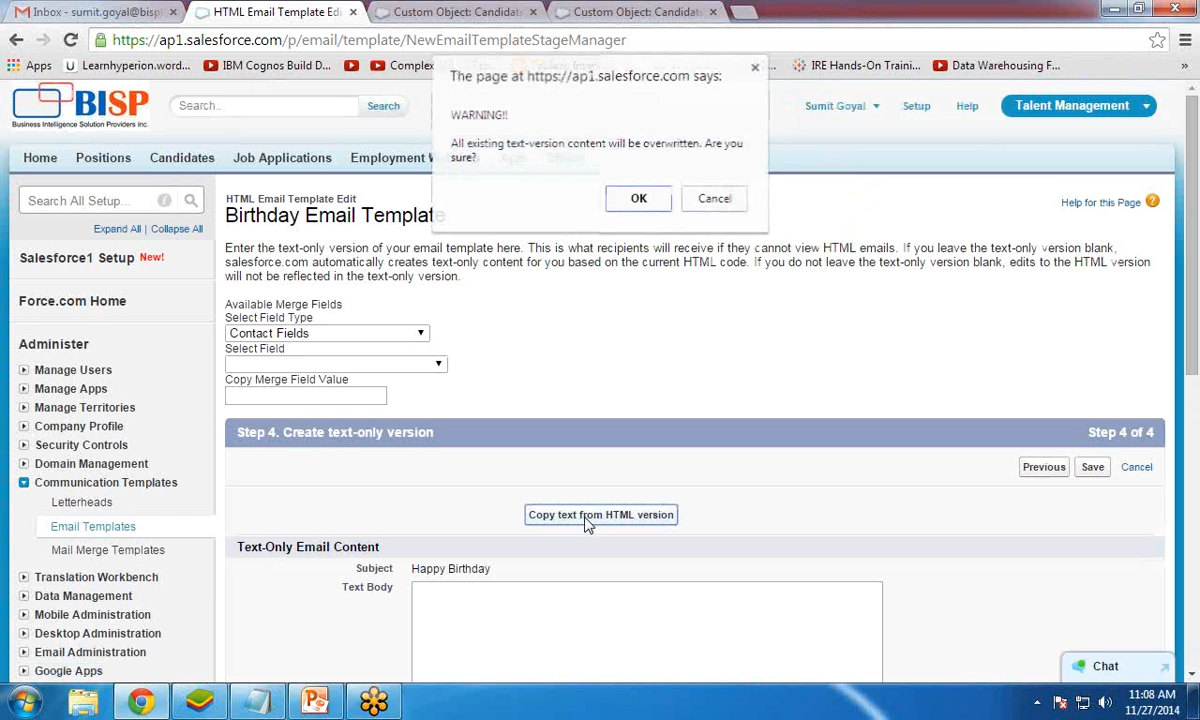 Inbox - sumit.goyal@bisp
HTML Email Template Edi
Custom Object: Candidat
Custom Object: Candidat
https://ap1.salesforce.com/p/email/template/NewEmailTemplateStageManager
Apps
Learnhyperion.word...
IBM Cognos Build D...
Complex
IRE Hands-On Traini...
Data Warehousing F...
»
The page at https://ap1.salesforce.com says:
WARNING!!
All existing text-version content will be overwritten. Are you
sure?
OK
Cancel
BISP
Business Intelligence Solution Providers Inc.
Search...
Search
Sumit Goyal
Setup
Help
Talent Management
Home
Positions
Candidates
Job Applications
Employment W
Search All Setup...
Expand All | Collapse All
Salesforce1 Setup New!
Force.com Home
Administer
Manage Users
Manage Apps
Manage Territories
Company Profile
Security Controls
Domain Management
Communication Templates
Letterheads
Email Templates
Mail Merge Templates
Translation Workbench
Data Management
Mobile Administration
Desktop Administration
Email Administration
Google Apps
HTML Email Template Edit
Birthday Email Template
Help for this Page
Enter the text-only version of your email template here. This is what recipients will receive if they cannot view HTML emails. If you leave the text-only version blank,
salesforce.com automatically creates text-only content for you based on the current HTML code. If you do not leave the text-only version blank, edits to the HTML version
will not be reflected in the text-only version.
Available Merge Fields
Select Field Type
Contact Fields
Select Field
Copy Merge Field Value
Step 4. Create text-only version
Step 4 of 4
Previous
Save
Cancel
Copy text from HTML version
Text-Only Email Content
Subject
Happy Birthday
Text Body
Chat
11:08 AM
11/27/2014